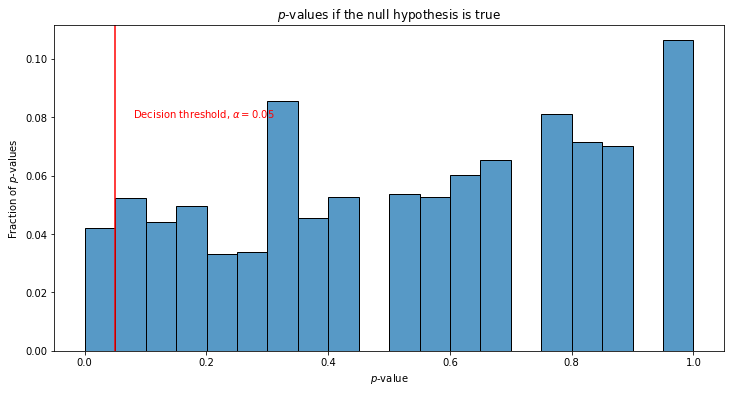 p-values if the null hypothesis is true
Fraction of p-values
0.10
0.08
0.06
0.04
0.02
0.00
Decision threshold, α = 0.05
0.0 0.2 0.4 0.6 0.8 1.0
p-value